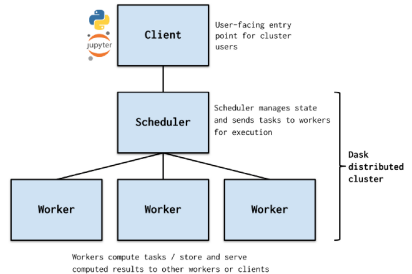 Client
User-facing entry
point for cluster
users
jupyter
Scheduler
Scheduler manages state
and sends tasks to workers
for execution
Dask
distributed
cluster
Worker
Worker
Worker
Workers compute tasks / store and serve
computed results to other workers or clients